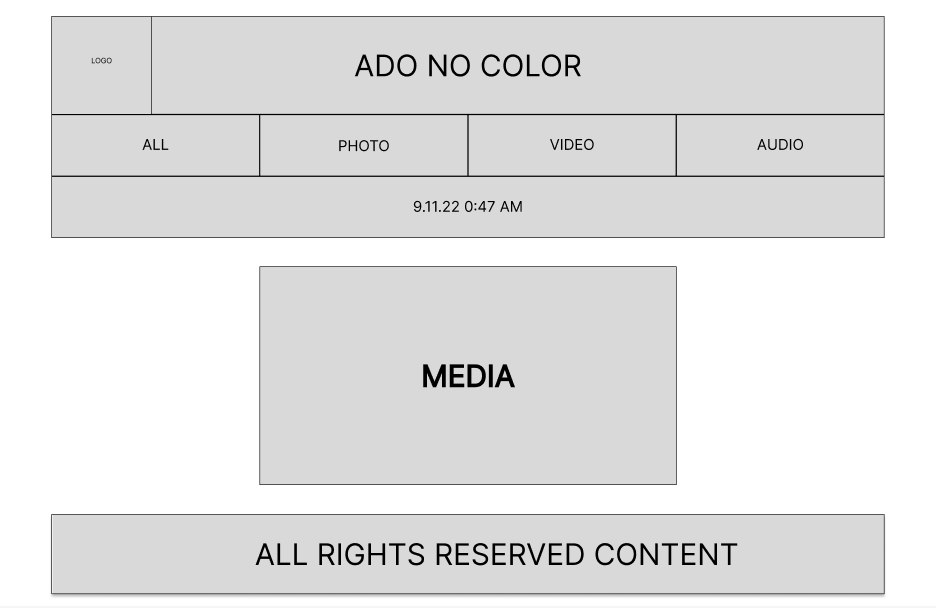 LOGO
ADO NO COLOR
ALL
PHOTO
VIDEO
AUDIO
9.11.22 0:47 AM
MEDIA
ALL RIGHTS RESERVED CONTENT